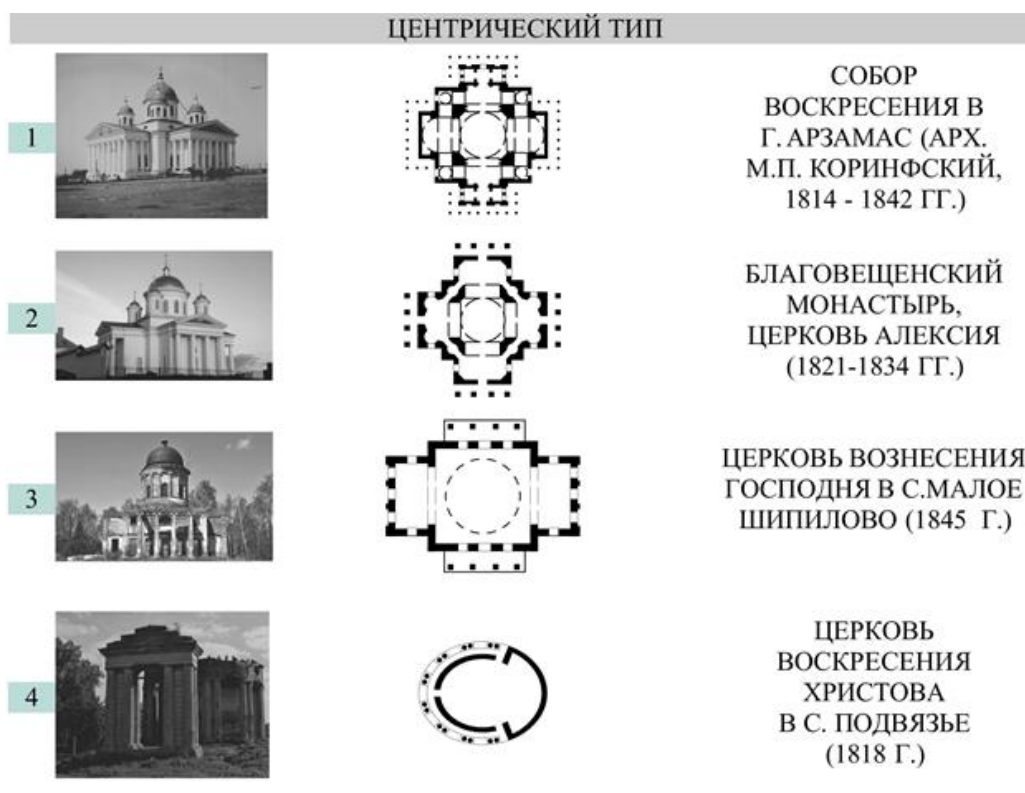 ЦЕНТРИЧЕСКИЙ ТИП
1
СОБОР
ВОСКРЕСЕНИЯ В
Г. АРЗАМАС (АРХ.
М.П. КОРИНФСКИЙ,
1814 - 1842 ГГ.)
2
БЛАГОВЕЩЕНСКИЙ
МОНАСТЫРЬ,
ЦЕРКОВЬ АЛЕКСИЯ
(1821-1834 ГГ.)
3
ЦЕРКОВЬ ВОЗНЕСЕНИЯ
ГОСПОДНЯ В С.МАЛОЕ
ШИПИЛОВО (1845 Г.)
4
ЦЕРКОВЬ
ВОСКРЕСЕНИЯ
ХРИСТОВА
В С. ПОДВЯЗЬЕ
(1818 Г.)